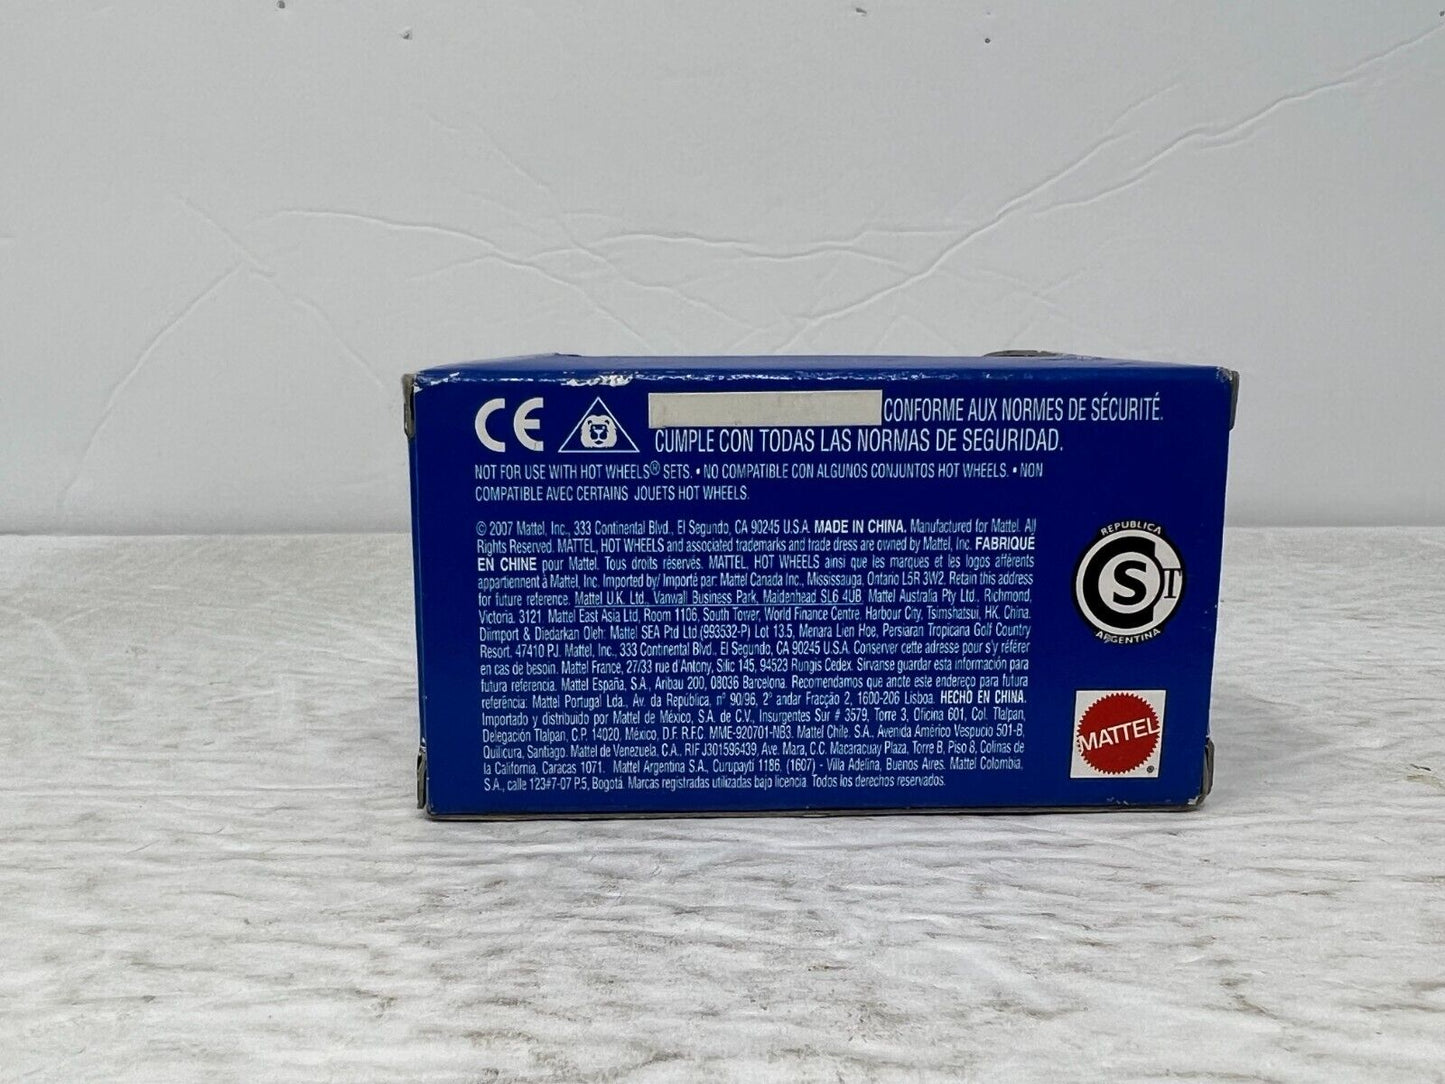 CE
CONFORME AUX NORMES DE SÉCURITÉ.
CUMPLE CON TODAS LAS NORMAS DE SEGURIDAD.
NOT FOR USE WITH HOT WHEELS® SETS. • NO COMPATIBLE CON ALGUNOS CONJUNTOS HOT WHEELS. • NON
COMPATIBLE AVEC CERTAINS JOUETS HOT WHEELS.
© 2007 Mattel, Inc., 333 Continental Blvd., El Segundo, CA 90245 U.S.A. MADE IN CHINA. Manufactured for Mattel. All
Rights Reserved. MATTEL, HOT WHEELS and associated trademarks and trade dress are owned by Mattel, Inc. FABRIQUÉ
EN CHINE pour Mattel. Tous droits réservés. MATTEL, HOT WHEELS ainsi que les marques et les logos afférents
appartiennent à Mattel, Inc. Imported by/ Importé par: Mattel Canada Inc., Mississauga, Ontario L5R 3W2. Retain this address
for future reference. Mattel U.K. Ltd., Vanwall Business Park, Maidenhead SL6 4UB. Mattel Australia Pty Ltd., Richmond,
Victoria. 3121. Mattel East Asia Ltd, Room 1106, South Tower, World Finance Centre, Harbour City, Tsimshatsui, HK, China.
Diimport & Diedarkan Oleh: Mattel SEA Ptd Ltd (993532-P) Lot 13.5, Menara Lien Hoe, Persiaran Tropicana Golf Country
Resort, 47410 PJ. Mattel, Inc., 333 Continental Blvd., El Segundo, CA 90245 U.S.A. Conserver cette adresse pour s'y référer
en cas de besoin. Mattel France, 27/33 rue d'Antony, Silic 145, 94523 Rungis Cedex. Sirvanse guardar esta información para
futura referencia. Mattel España, S.A., Aribau 200, 08036 Barcelona. Recomendamos que anote este endereço para futura
referência: Mattel Portugal Lda., Av. da República, nº 90/96, 2º andar Fracção 2, 1600-206 Lisboa. HECHO EN CHINA.
Importado y distribuido por Mattel de México, S.A. de C.V., Insurgentes Sur # 3579, Torre 3, Oficina 601, Col. Tlalpan,
Delegación Tlalpan, C.P. 14020, México, D.F. R.F.C. MME-920701-NB3. Mattel Chile. S.A., Avenida Américo Vespucio 501-B,
Quilicura, Santiago. Mattel de Venezuela, C.A., RIF J301596439, Ave. Mara, C.C. Macaracuay Plaza, Torre B, Piso 8, Colinas de
la California, Caracas 1071. Mattel Argentina S.A., Curupaytí 1186, (1607) - Villa Adelina, Buenos Aires. Mattel Colombia,
S.A., calle 123#7-07 P.5, Bogotá. Marcas registradas utilizadas bajo licencia. Todos los derechos reservados.
REPUBLICA
S T
ARGENTINA
MATTEL
®